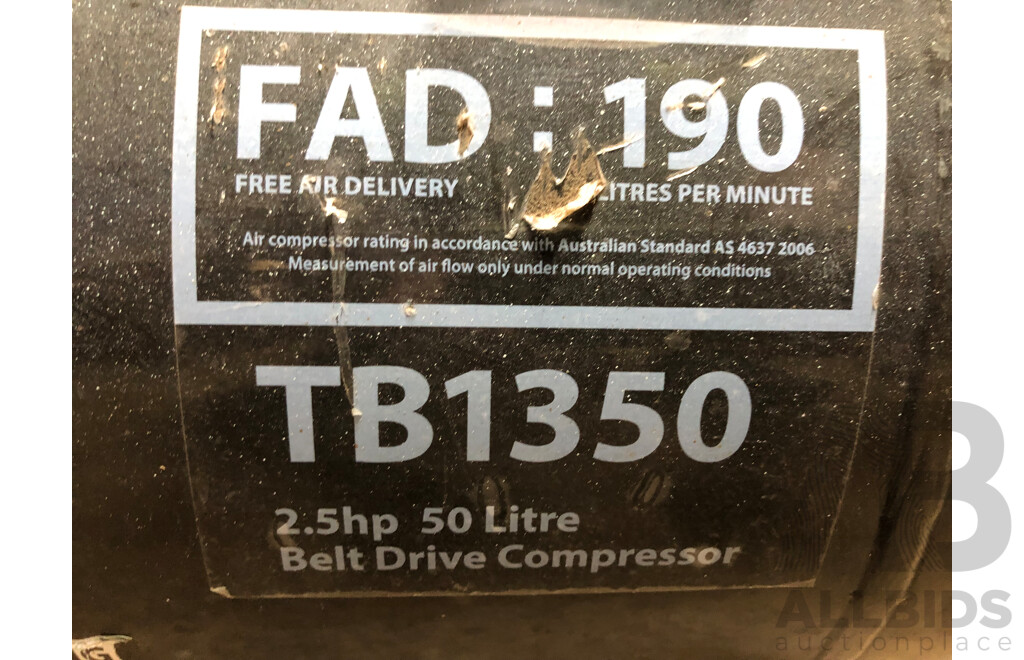 FAD : 190
FREE AIR DELIVERY LITRES PER MINUTE
Air compressor rating in accordance with Australian Standard AS 4637 2006
Measurement of air flow only under normal operating conditions
TB1350
2.5hp 50 Litre
Belt Drive Compressor
B
ALLBIDS
auctionplace